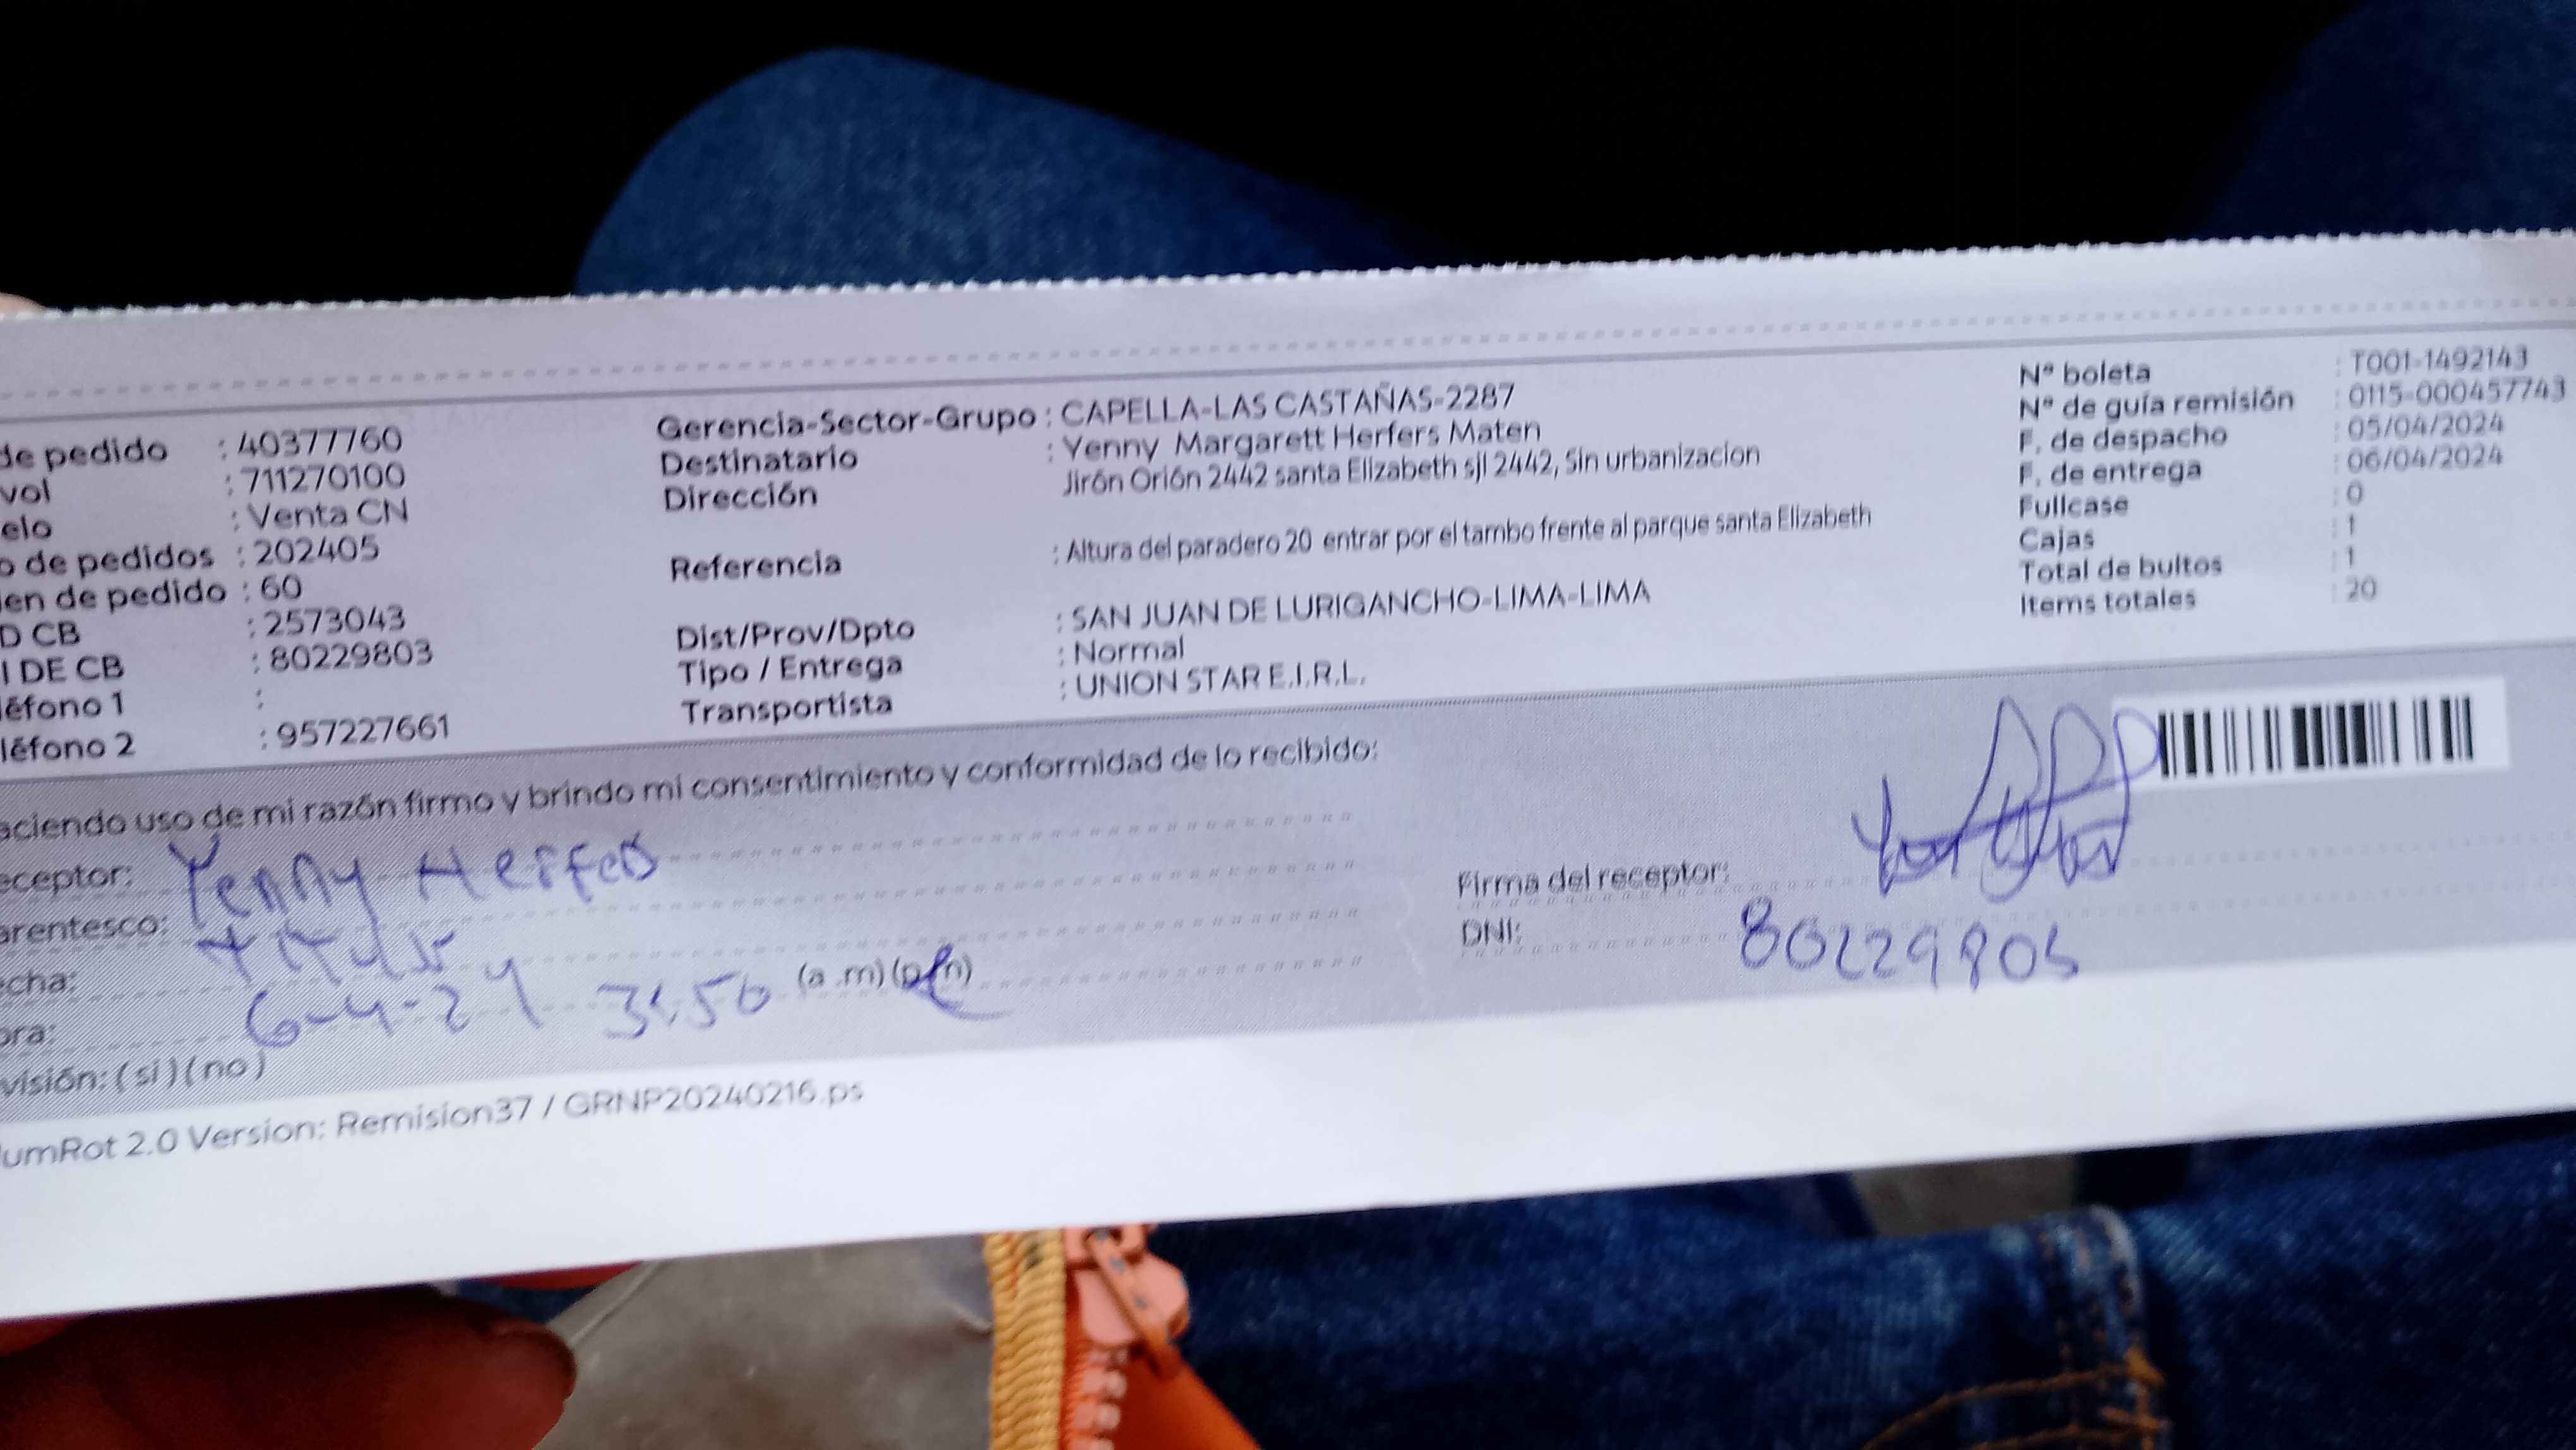 de pedido : 40377760
vol : 711270100
elo : Venta CN
o de pedidos : 202405
en de pedido : 60
D CB : 2573043
I DE CB : 80229803
léfono 1 :
léfono 2 : 957227661
Gerencia-Sector-Grupo : CAPELLA-LAS CASTAÑAS-2287
Destinatario : Yenny Margarett Herfers Maten
Dirección Jirón Orión 2442 santa Elizabeth sjl 2442, Sin urbanizacion
Referencia : Altura del paradero 20 entrar por el tambo frente al parque santa Elizabeth
Dist/Prov/Dpto : SAN JUAN DE LURIGANCHO-LIMA-LIMA
Tipo / Entrega : Normal
Transportista : UNION STAR E.I.R.L.
Nº boleta : T001-1492143
Nº de guía remisión : 0115-000457743
F. de despacho : 05/04/2024
F. de entrega : 06/04/2024
Fullcase : 0
Cajas : 1
Total de bultos : 1
Items totales : 20
aciendo uso de mi razón firmo y brindo mi consentimiento y conformidad de lo recibido:
eceptor: Yenny Herfers
arentesco:
echa: 6-4-24 3:50 (a .m) (p.m)
ora:
visión: ( si ) ( no )
Firma del receptor:
DNI: 80229805
umRot 2.0 Version: Remision37 / GRNP20240216.ps